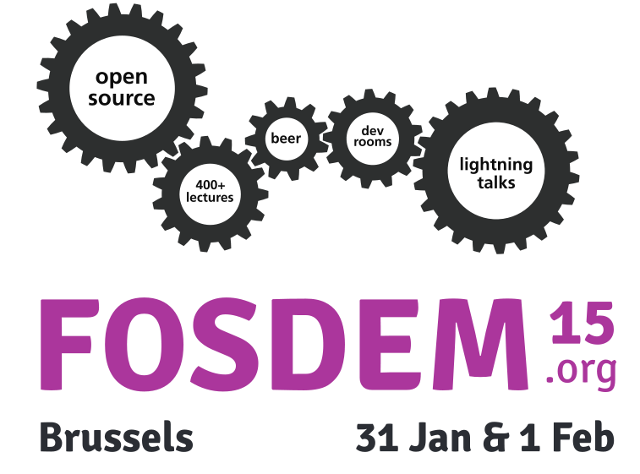 open
source
400+
lectures
beer
dev
rooms
lightning
talks
FOSDEM 15
.org
Brussels
31 Jan & 1 Feb